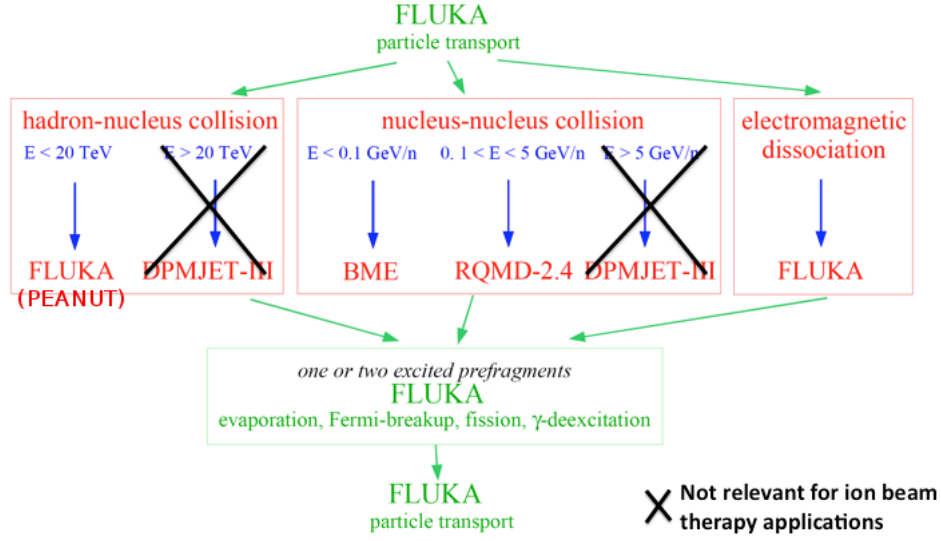 FLUKA
particle transport
hadron-nucleus collision
E < 20 TeV
E > 20 TeV
FLUKA
(PEANUT)
DPMJET-III
nucleus-nucleus collision
E < 0.1 GeV/n
0. 1 < E < 5 GeV/n
E > 5 GeV/n
BME
RQMD-2.4
DPMJET-III
electromagnetic
dissociation
FLUKA
one or two excited prefragments
FLUKA
evaporation, Fermi-breakup, fission, γ-deexcitation
FLUKA
particle transport
Not relevant for ion beam
therapy applications